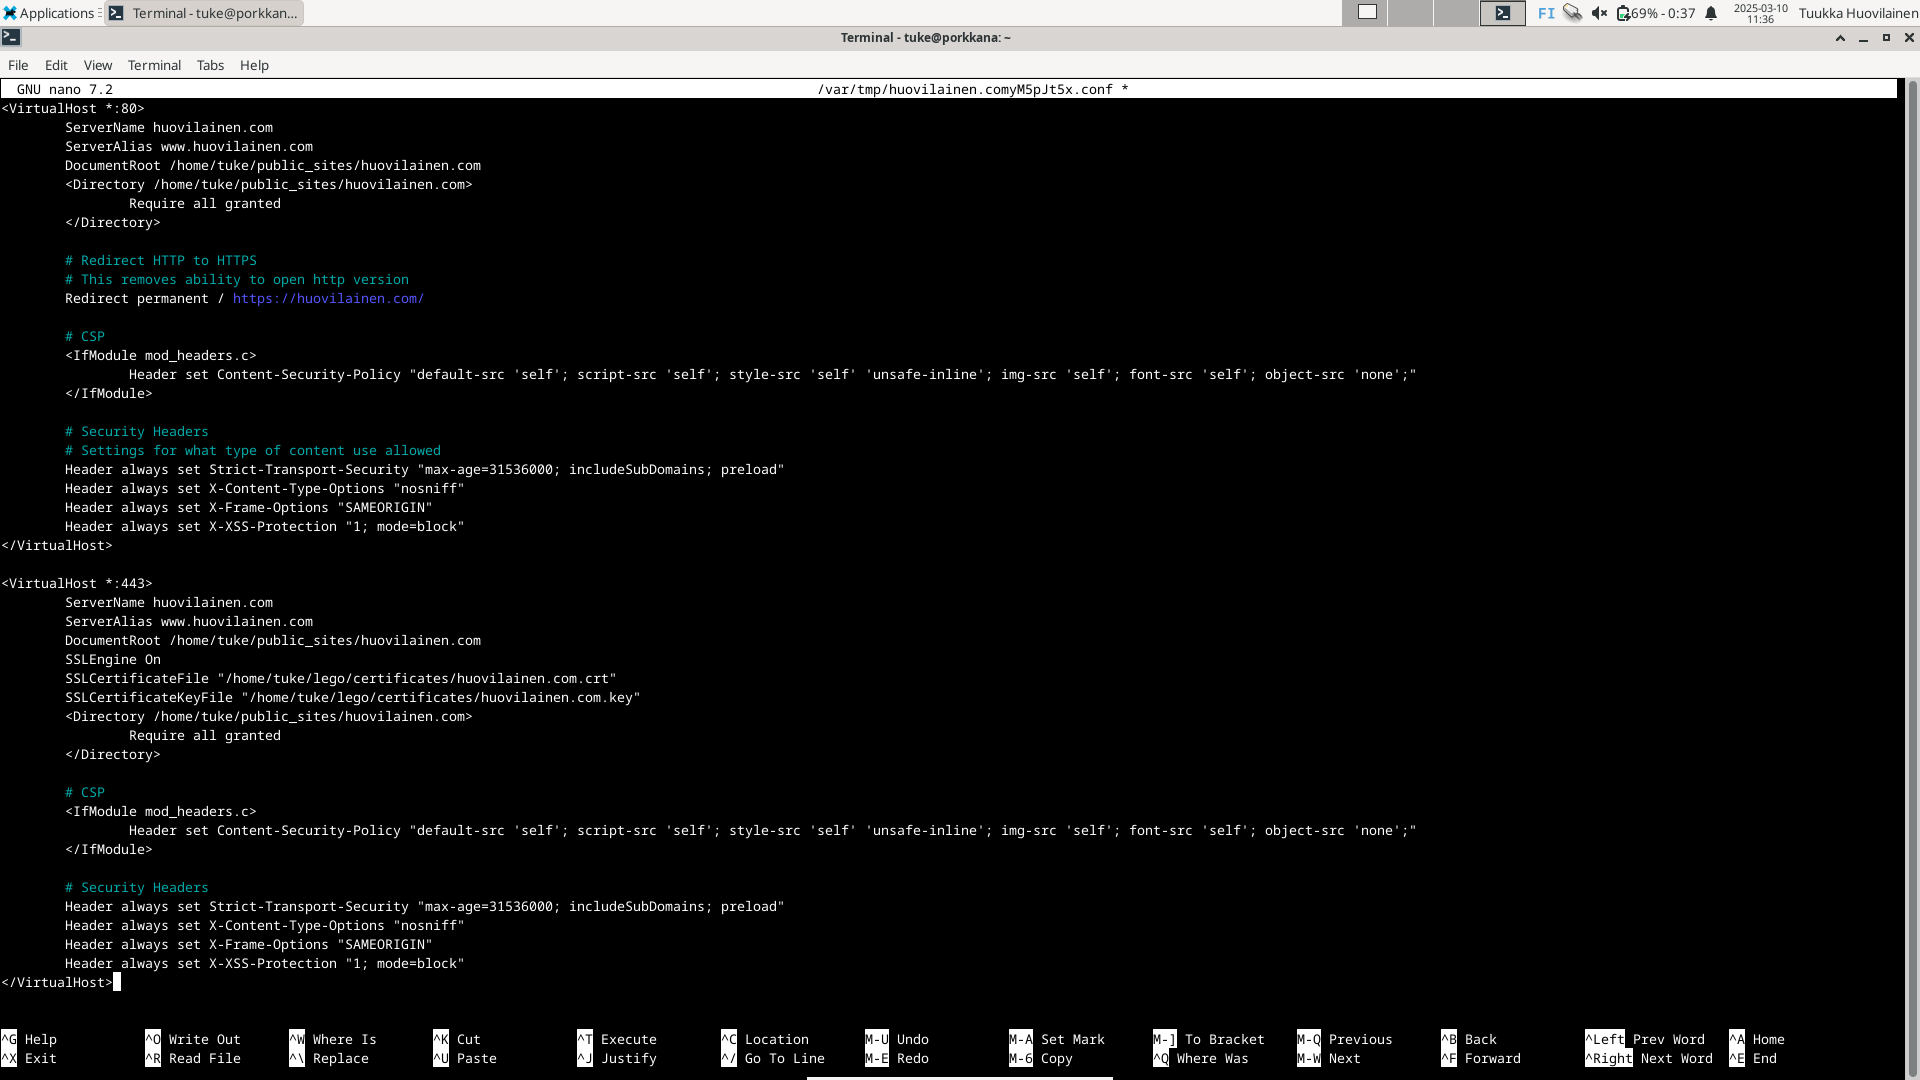 Applications Terminal - tuke@porkkan... FI 69% - 0:37 2025-03-10 11:36 Tuukka Huovilainen
Terminal - tuke@porkkana: ~
File Edit View Terminal Tabs Help
GNU nano 7.2 /var/tmp/huovilainen.comyM5pJt5x.conf *
<VirtualHost *:80>
        ServerName huovilainen.com
        ServerAlias www.huovilainen.com
        DocumentRoot /home/tuke/public_sites/huovilainen.com
        <Directory /home/tuke/public_sites/huovilainen.com>
                Require all granted
        </Directory>

        # Redirect HTTP to HTTPS
        # This removes ability to open http version
        Redirect permanent / https://huovilainen.com/

        # CSP
        <IfModule mod_headers.c>
                Header set Content-Security-Policy "default-src 'self'; script-src 'self'; style-src 'self' 'unsafe-inline'; img-src 'self'; font-src 'self'; object-src 'none';"
        </IfModule>

        # Security Headers
        # Settings for what type of content use allowed
        Header always set Strict-Transport-Security "max-age=31536000; includeSubDomains; preload"
        Header always set X-Content-Type-Options "nosniff"
        Header always set X-Frame-Options "SAMEORIGIN"
        Header always set X-XSS-Protection "1; mode=block"
</VirtualHost>

<VirtualHost *:443>
        ServerName huovilainen.com
        ServerAlias www.huovilainen.com
        DocumentRoot /home/tuke/public_sites/huovilainen.com
        SSLEngine On
        SSLCertificateFile "/home/tuke/lego/certificates/huovilainen.com.crt"
        SSLCertificateKeyFile "/home/tuke/lego/certificates/huovilainen.com.key"
        <Directory /home/tuke/public_sites/huovilainen.com>
                Require all granted
        </Directory>

        # CSP
        <IfModule mod_headers.c>
                Header set Content-Security-Policy "default-src 'self'; script-src 'self'; style-src 'self' 'unsafe-inline'; img-src 'self'; font-src 'self'; object-src 'none';"
        </IfModule>

        # Security Headers
        Header always set Strict-Transport-Security "max-age=31536000; includeSubDomains; preload"
        Header always set X-Content-Type-Options "nosniff"
        Header always set X-Frame-Options "SAMEORIGIN"
        Header always set X-XSS-Protection "1; mode=block"
</VirtualHost>
^G Help ^O Write Out ^W Where Is ^K Cut ^T Execute ^C Location M-U Undo M-A Set Mark M-] To Bracket M-Q Previous ^B Back ^Left Prev Word ^A Home
^X Exit ^R Read File ^\ Replace ^U Paste ^J Justify ^/ Go To Line M-E Redo M-6 Copy ^Q Where Was M-W Next ^F Forward ^Right Next Word ^E End